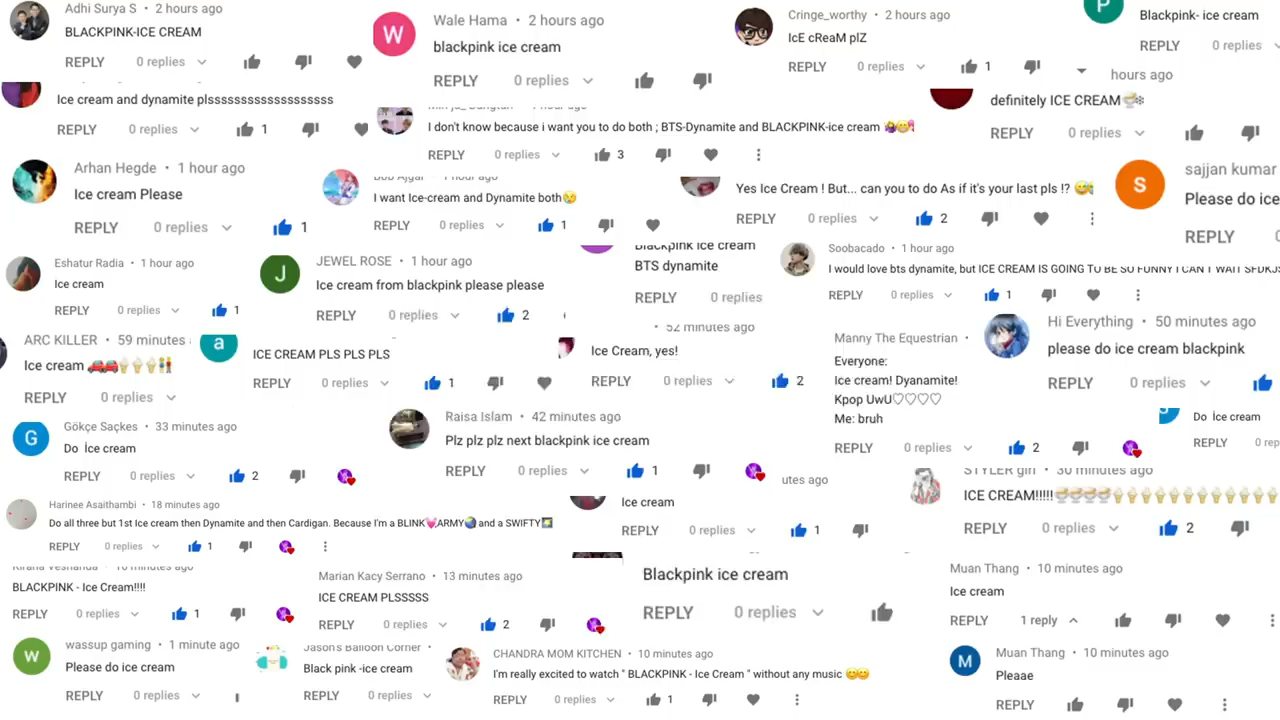 Adhi Surya S • 2 hours ago
BLACKPINK-ICE CREAM
REPLY 0 replies
Wale Hama • 2 hours ago
blackpink ice cream
REPLY 0 replies
Cringe_worthy • 2 hours ago
IcE cReaM plZ
REPLY 0 replies 1
Blackpink- ice cream
REPLY 0 replies
Ice cream and dynamite plsssssssssssssssssss
REPLY 0 replies 1
I don't know because i want you to do both ; BTS-Dynamite and BLACKPINK-ice cream 🤷‍♀️😁💅
REPLY 0 replies 3
hours ago
definitely ICE CREAM🍨❄
REPLY 0 replies
Arhan Hegde • 1 hour ago
Ice cream Please
REPLY 0 replies 1
I want Ice-cream and Dynamite both😢
REPLY 0 replies 1
Yes Ice Cream ! But... can you to do As if it's your last pls !? 😅
REPLY 0 replies 2
S
sajjan kumar
Please do ice
REPLY
Eshatur Radia • 1 hour ago
Ice cream
REPLY 0 replies 1
J
JEWEL ROSE • 1 hour ago
Ice cream from blackpink please please
REPLY 0 replies 2
Blackpink ice cream
BTS dynamite
REPLY 0 replies
Soobacado • 1 hour ago
I would love bts dynamite, but ICE CREAM IS GOING TO BE SO FUNNY I CAN'T WAIT SFDKJS
REPLY 0 replies 1
ARC KILLER • 59 minutes
Ice cream 🚗🚗🍦🍦🍦👫
REPLY 0 replies
a
ICE CREAM PLS PLS PLS
REPLY 0 replies 1
• 52 minutes ago
Ice Cream, yes!
REPLY 0 replies 2
Manny The Equestrian •
Everyone:
Ice cream! Dyanamite!
Kpop UwU♡♡♡♡
Me: bruh
REPLY 0 replies 2
Hi Everything • 50 minutes ago
please do ice cream blackpink
REPLY 0 replies
G
Gökçe Saçkes • 33 minutes ago
Do İce cream
REPLY 0 replies 2
Raisa Islam • 42 minutes ago
Plz plz plz next blackpink ice cream
REPLY 0 replies 1
Do İce cream
REPLY
Harinee Asaithambi • 18 minutes ago
Do all three but 1st Ice cream then Dynamite and then Cardigan. Because I'm a BLINK💓ARMY🌏and a SWIFTY🌠
REPLY 0 replies 1
utes ago
Ice cream
REPLY 0 replies 1
STYLER girl • 30 minutes ago
ICE CREAM!!!!!🍨🍨🍨🍨🍦🍦🍦🍦🍦🍦🍦🍦🍦🍦🍦🍦
REPLY 0 replies 2
BLACKPINK - Ice Cream!!!!
REPLY 0 replies 1
Marian Kacy Serrano • 13 minutes ago
ICE CREAM PLSSSSS
REPLY 0 replies 2
Blackpink ice cream
REPLY 0 replies
Muan Thang • 10 minutes ago
Ice cream
REPLY 1 reply
W
wassup gaming • 1 minute ago
Please do ice cream
REPLY 0 replies
Jason's Balloon Corner •
Black pink -ice cream
REPLY 0 replies
CHANDRA MOM KITCHEN • 10 minutes ago
I'm really excited to watch " BLACKPINK - Ice Cream " without any music 😊😊
REPLY 0 replies 1
M
Muan Thang • 10 minutes ago
Pleaae
REPLY